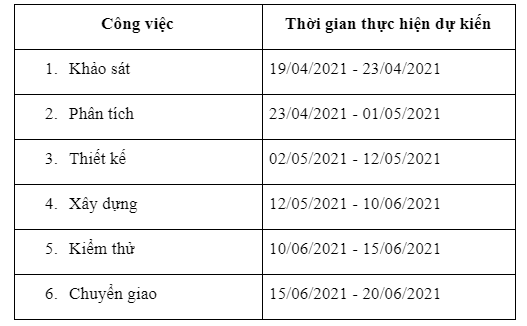 Công việc Thời gian thực hiện dự kiến
1. Khảo sát 19/04/2021 - 23/04/2021
2. Phân tích 23/04/2021 - 01/05/2021
3. Thiết kế 02/05/2021 - 12/05/2021
4. Xây dựng 12/05/2021 - 10/06/2021
5. Kiểm thử 10/06/2021 - 15/06/2021
6. Chuyển giao 15/06/2021 - 20/06/2021